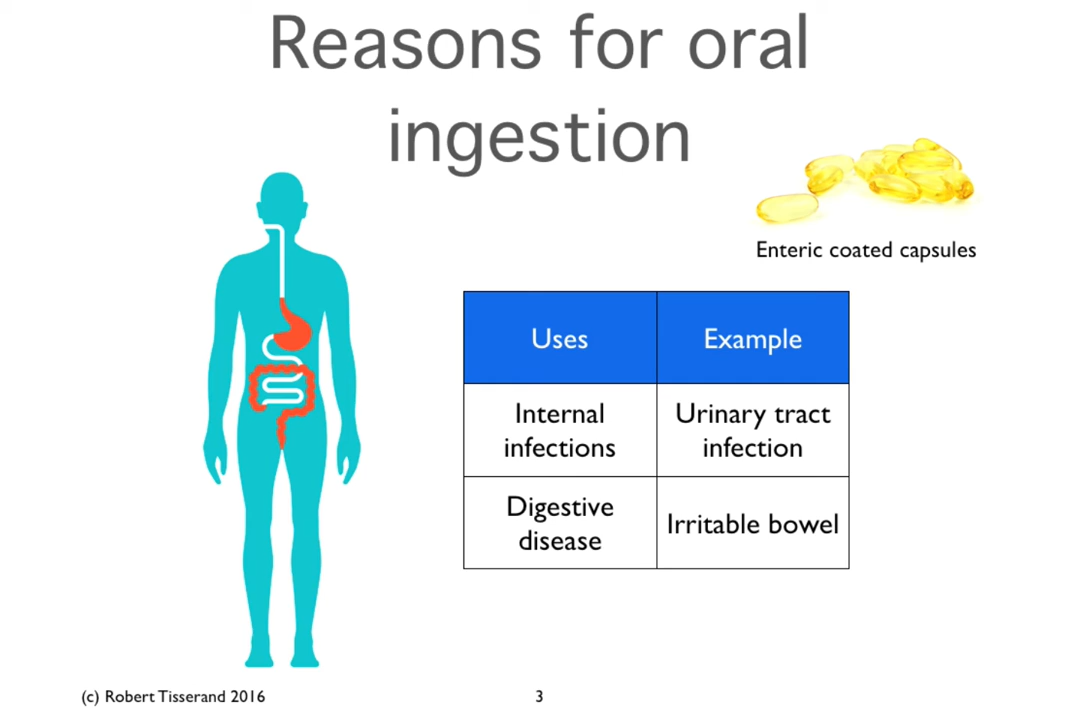 Reasons for oral
ingestion
Enteric coated capsules
Uses
Example
Internal
infections
Urinary tract
infection
Digestive
disease
Irritable bowel
(c) Robert Tisserand 2016
3